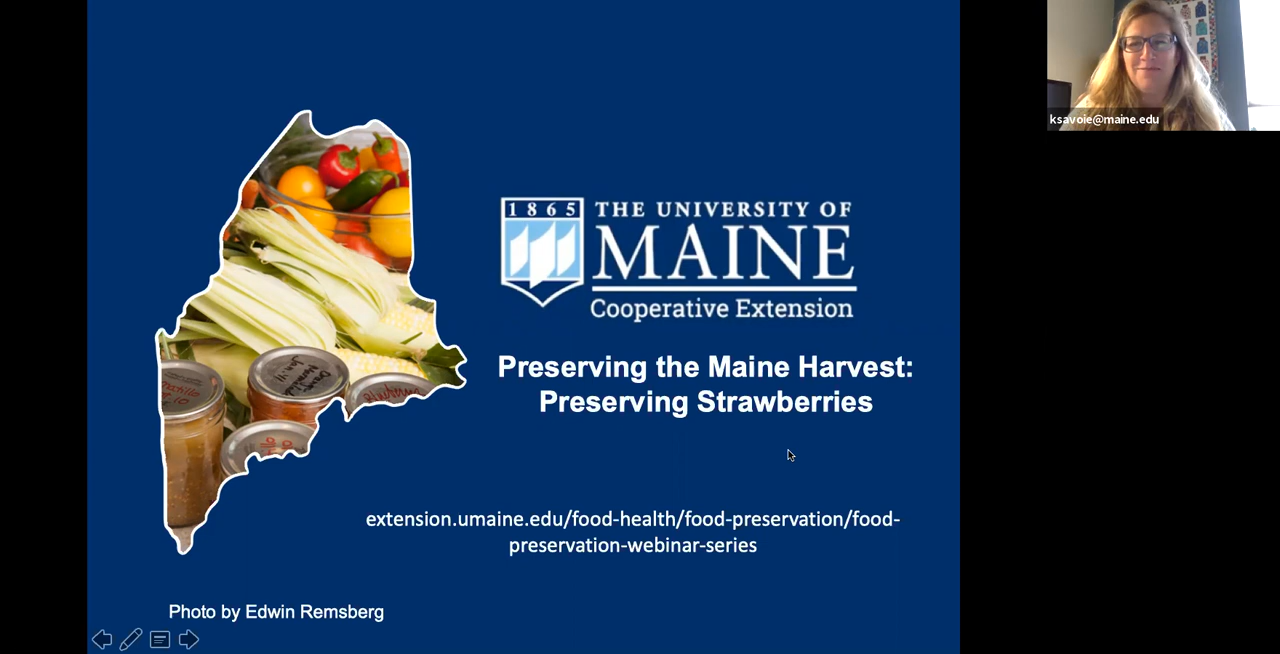 ksavoie@maine.edu
1865
THE UNIVERSITY OF
MAINE
Cooperative Extension
Preserving the Maine Harvest:
Preserving Strawberries
extension.umaine.edu/food-health/food-preservation/food-
preservation-webinar-series
Photo by Edwin Remsberg